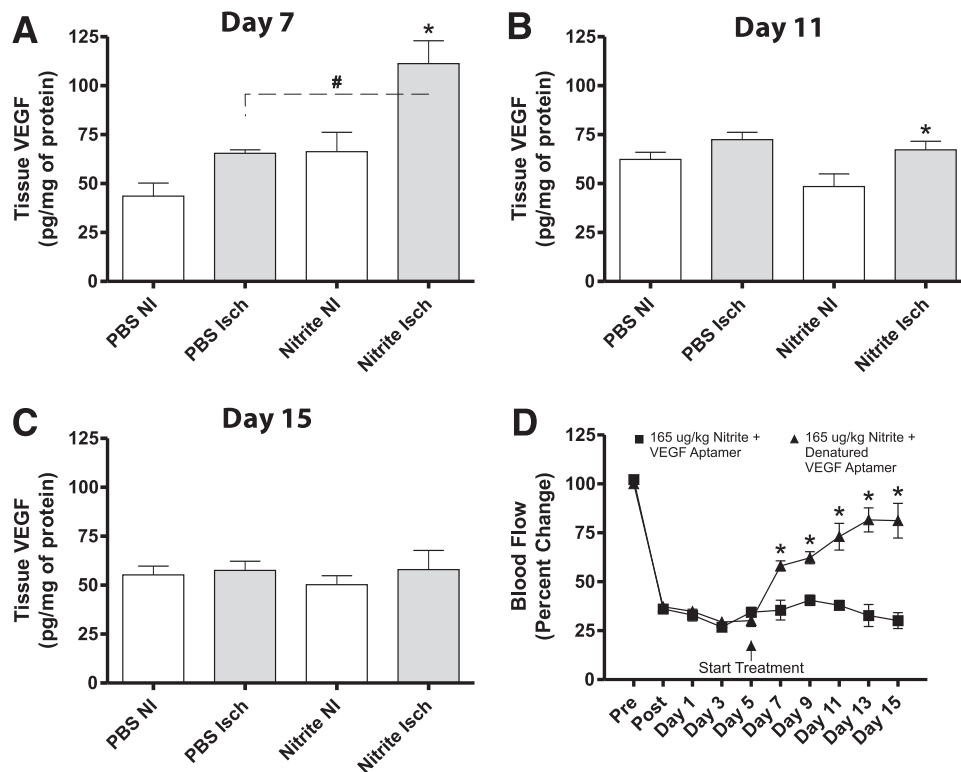 A
Day 7
Tissue VEGF
(pg/mg of protein)
125
100
75
50
25
0
#
*
PBS NI
PBS Isch
Nitrite NI
Nitrite Isch
B
Day 11
Tissue VEGF
(pg/mg of protein)
125
100
75
50
25
0
*
PBS NI
PBS Isch
Nitrite NI
Nitrite Isch
C
Day 15
Tissue VEGF
(pg/mg of protein)
125
100
75
50
25
0
PBS NI
PBS Isch
Nitrite NI
Nitrite Isch
D
Blood Flow
(Percent Change)
125
100
75
50
25
0
165 ug/kg Nitrite +
VEGF Aptamer
165 ug/kg Nitrite +
Denatured
VEGF Aptamer
* * * * *
Start Treatment
Pre
Post
Day 1
Day 3
Day 5
Day 7
Day 9
Day 11
Day 13
Day 15